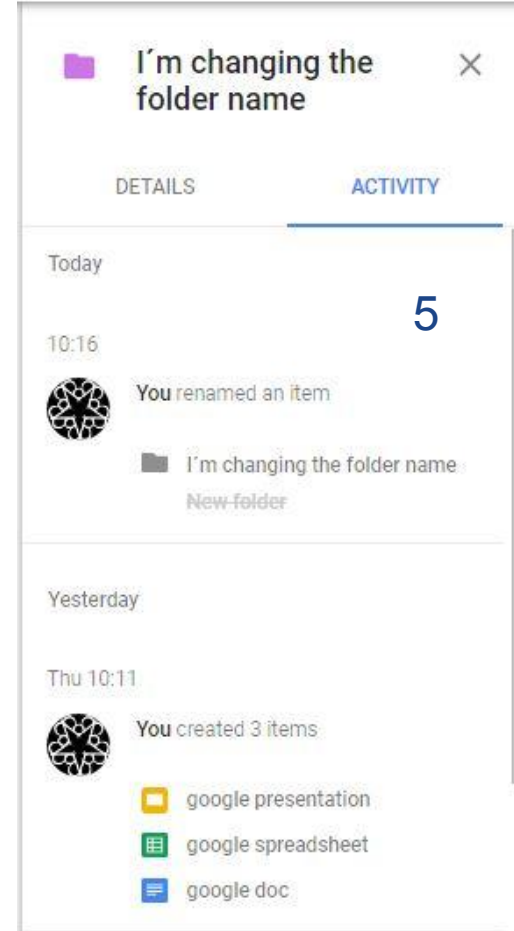 I´m changing the
folder name
DETAILS
ACTIVITY
Today
5
10:16
You renamed an item
I´m changing the folder name
New folder
Yesterday
Thu 10:11
You created 3 items
google presentation
google spreadsheet
google doc